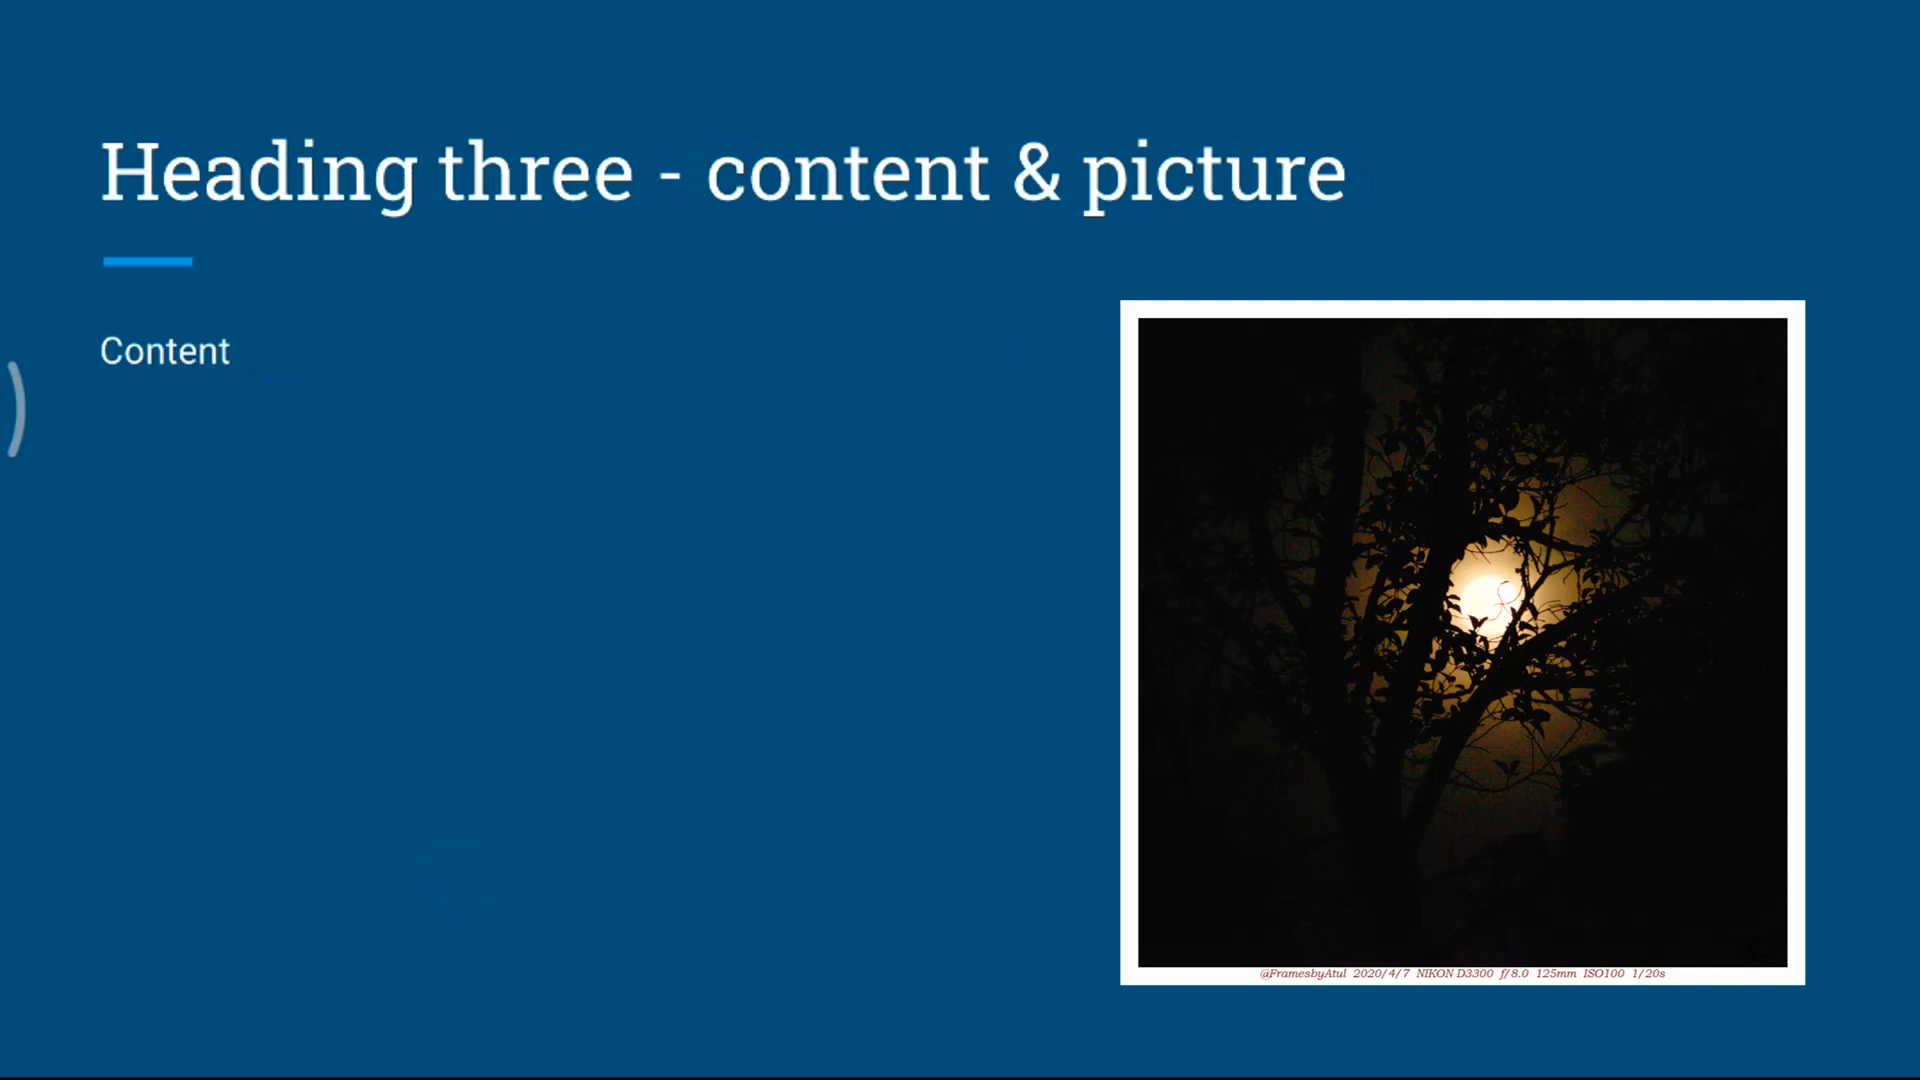 Heading three - content & picture
Content
@FramesbyAtul 2020/4/7 NIKON D3300 f/8.0 125mm ISO100 1/20s